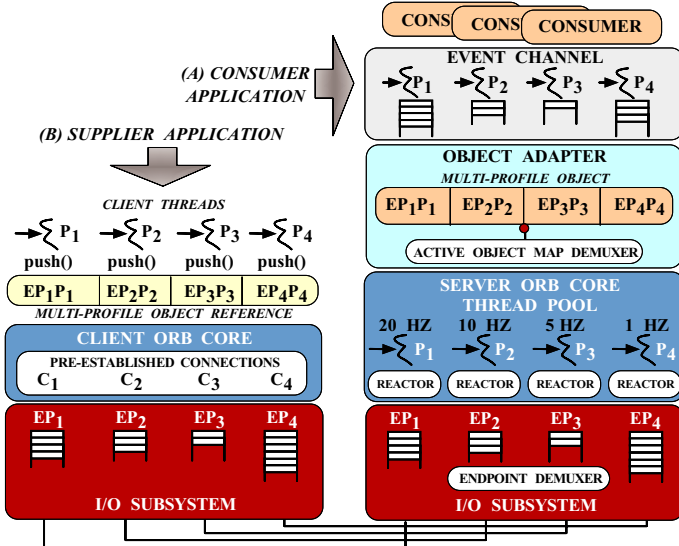 CONSUMER
CONSUMER
CONSUMER
EVENT CHANNEL
P1 P2 P3 P4
(A) CONSUMER
APPLICATION
(B) SUPPLIER APPLICATION
CLIENT THREADS
P1 P2 P3 P4
push() push() push() push()
EP1P1 EP2P2 EP3P3 EP4P4
MULTI-PROFILE OBJECT REFERENCE
CLIENT ORB CORE
PRE-ESTABLISHED CONNECTIONS
C1 C2 C3 C4
EP1 EP2 EP3 EP4
I/O SUBSYSTEM
OBJECT ADAPTER
MULTI-PROFILE OBJECT
EP1P1 EP2P2 EP3P3 EP4P4
ACTIVE OBJECT MAP DEMUXER
SERVER ORB CORE
THREAD POOL
20 HZ 10 HZ 5 HZ 1 HZ
P1 P2 P3 P4
REACTOR REACTOR REACTOR REACTOR
EP1 EP2 EP3 EP4
ENDPOINT DEMUXER
I/O SUBSYSTEM